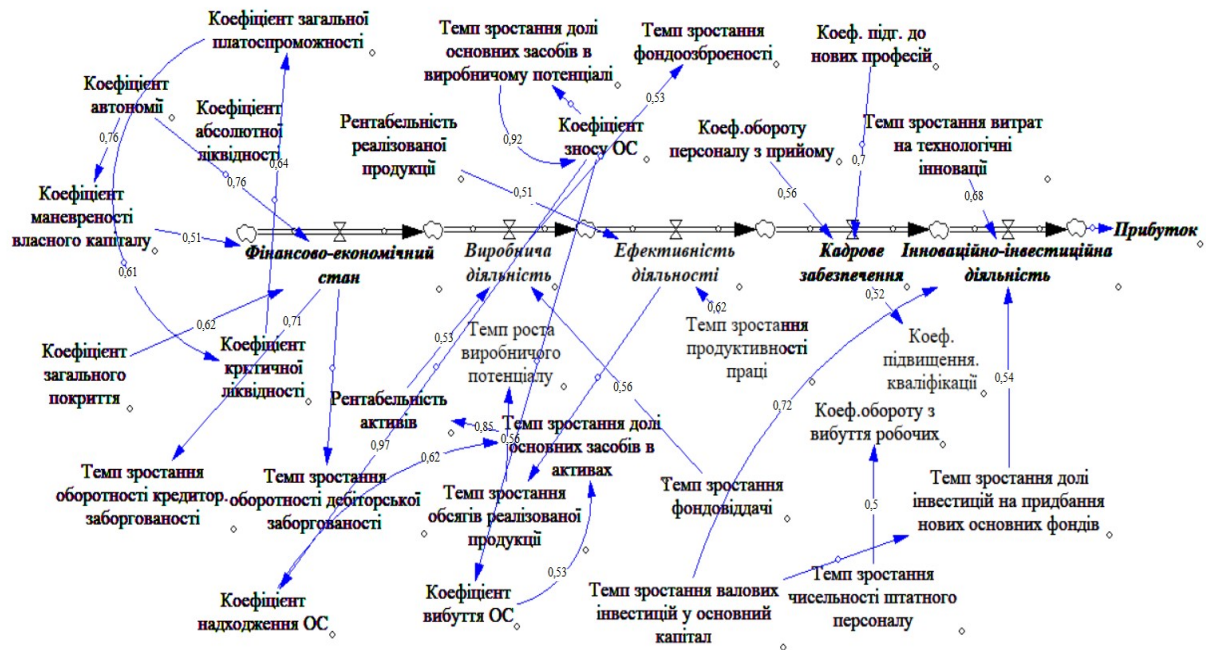 Коефіцієнт загальної
платоспроможності
Темп зростання долі
основних засобів в
виробничому потенціалі
Темп зростання
фондоозброєності
Коеф. підг. до
нових професій
Коефіцієнт
автономії
Коефіцієнт
абсолютної
ліквідності
Рентабельність
реалізованої
продукції
Коефіцієнт
зносу ОС
Коеф.обороту
персоналу з прийому
Темп зростання витрат
на технологічні
інновації
0,53
0,92
0,76
0,64
0,76
0,51
0,56
0,7
0,68
Коефіцієнт
маневреності
власного капіталу
0,51
Фінансово-економічний
стан
Виробнича
діяльність
Ефективність
діяльності
Кадрове
забезпечення
Інноваційно-інвестиційна
діяльність
Прибуток
0,61
0,62
0,71
0,53
0,62
0,52
Коефіцієнт
загального
покриття
Коефіцієнт
крктичної
ліквідності
Темп роста
виробничого
потенціалу
Темп зростання
продуктивності
праці
Коеф.
підвищення.
кваліфікації
0,56
0,72
0,54
Рентабельність
активів
0,85
0,56
Темп зростання долі
основних засобів в
активах
Коеф.обороту з
вибуття робочих
0,97
0,62
Темп зростання
оборотності кредитор.
заборгованості
Темп зростання
оборотності дебіторської
заборгованості
Темп зростання
обсягів реалізованої
продукції
Темп зростання
фондовіддачі
0,5
Темп зростання долі
інвестицій на придбання
нових основних фондів
0,53
Коефіцієнт
надходження ОС
Коефіцієнт
вибуття ОС
Темп зростання валових
інвестицій у основний
капітал
Темп зростання
чисельності штатного
персоналу